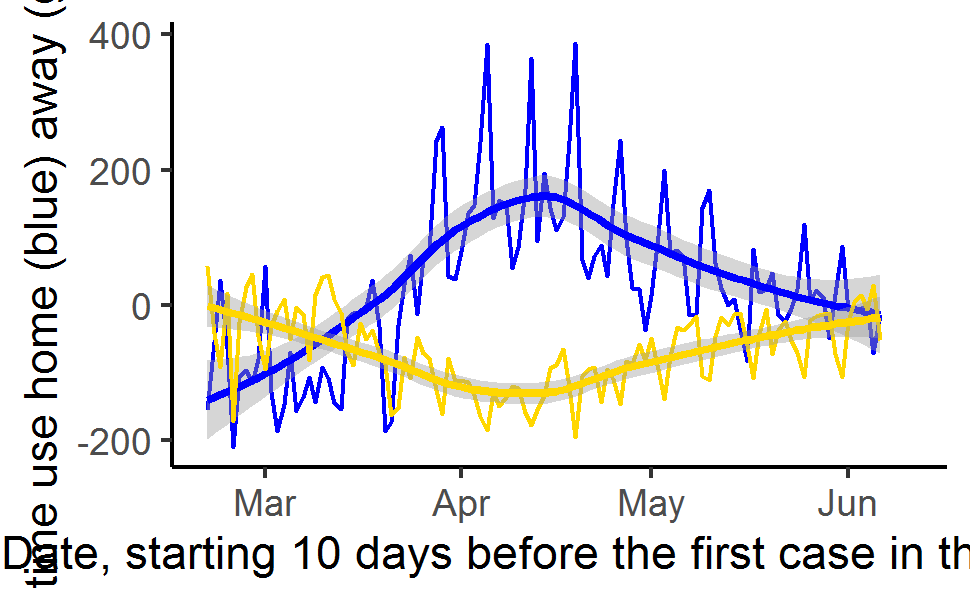 time use home (blue) away (
400
200
0
-200
Mar Apr May Jun
Date, starting 10 days before the first case in th